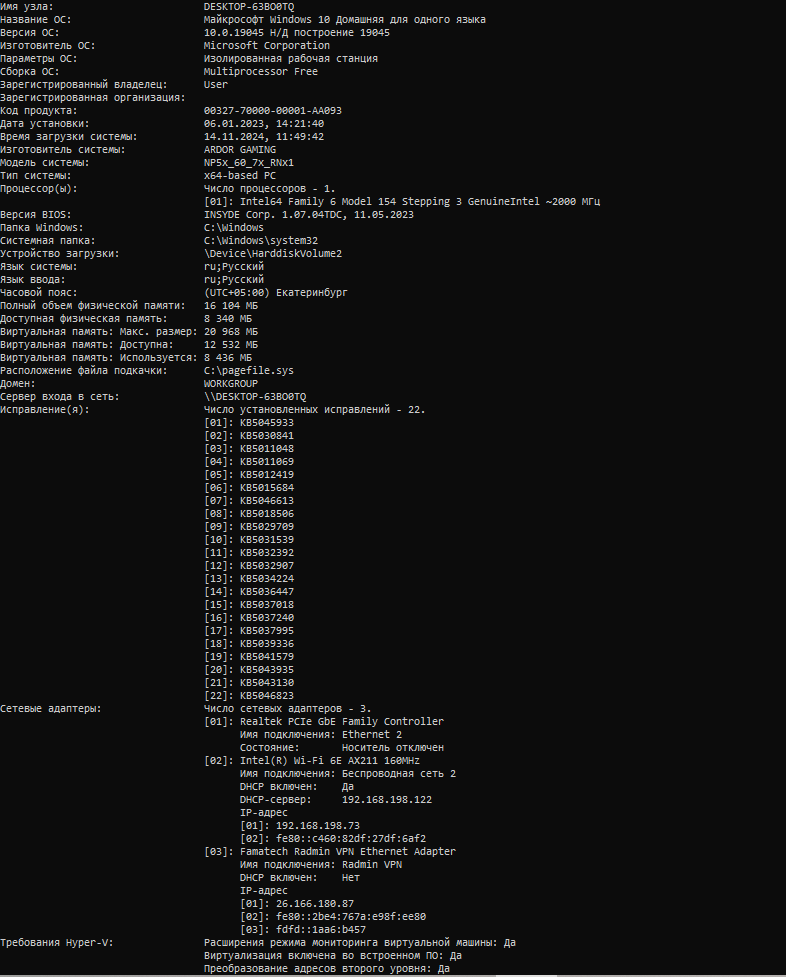 Имя узла: DESKTOP-63BO0TQ
Название ОС: Майкрософт Windows 10 Домашняя для одного языка
Версия ОС: 10.0.19045 Н/Д построение 19045
Изготовитель ОС: Microsoft Corporation
Параметры ОС: Изолированная рабочая станция
Сборка ОС: Multiprocessor Free
Зарегистрированный владелец: User
Зарегистрированная организация:
Код продукта: 00327-70000-00001-AA093
Дата установки: 06.01.2023, 14:21:40
Время загрузки системы: 14.11.2024, 11:49:42
Изготовитель системы: ARDOR GAMING
Модель системы: NP5x_60_7x_RNx1
Тип системы: x64-based PC
Процессор(ы): Число процессоров - 1.
[01]: Intel64 Family 6 Model 154 Stepping 3 GenuineIntel ~2000 МГц
Версия BIOS: INSYDE Corp. 1.07.04TDC, 11.05.2023
Папка Windows: C:\Windows
Системная папка: C:\Windows\system32
Устройство загрузки: \Device\HarddiskVolume2
Язык системы: ru;Русский
Язык ввода: ru;Русский
Часовой пояс: (UTC+05:00) Екатеринбург
Полный объем физической памяти: 16 104 МБ
Доступная физическая память: 8 340 МБ
Виртуальная память: Макс. размер: 20 968 МБ
Виртуальная память: Доступна: 12 532 МБ
Виртуальная память: Используется: 8 436 МБ
Расположение файла подкачки: C:\pagefile.sys
Домен: WORKGROUP
Сервер входа в сеть: \\DESKTOP-63BO0TQ
Исправление(я): Число установленных исправлений - 22.
[01]: KB5045933
[02]: KB5030841
[03]: KB5011048
[04]: KB5011069
[05]: KB5012419
[06]: KB5015684
[07]: KB5046613
[08]: KB5018506
[09]: KB5029709
[10]: KB5031539
[11]: KB5032392
[12]: KB5032907
[13]: KB5034224
[14]: KB5036447
[15]: KB5037018
[16]: KB5037240
[17]: KB5037995
[18]: KB5039336
[19]: KB5041579
[20]: KB5043935
[21]: KB5043130
[22]: KB5046823
Сетевые адаптеры: Число сетевых адаптеров - 3.
[01]: Realtek PCIe GbE Family Controller
Имя подключения: Ethernet 2
Состояние: Носитель отключен
[02]: Intel(R) Wi-Fi 6E AX211 160MHz
Имя подключения: Беспроводная сеть 2
DHCP включен: Да
DHCP-сервер: 192.168.198.122
IP-адрес
[01]: 192.168.198.73
[02]: fe80::c460:82df:27df:6af2
[03]: Famatech Radmin VPN Ethernet Adapter
Имя подключения: Radmin VPN
DHCP включен: Нет
IP-адрес
[01]: 26.166.180.87
[02]: fe80::2be4:767a:e98f:ee80
[03]: fdfd::1aa6:b457
Требования Hyper-V: Расширения режима мониторинга виртуальной машины: Да
Виртуализация включена во встроенном ПО: Да
Преобразование адресов второго уровня: Да